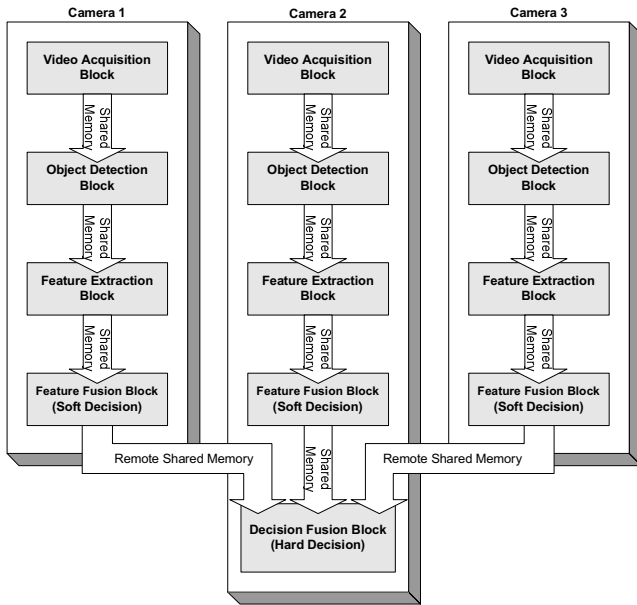 Camera 1
Camera 2
Camera 3
Video Acquisition
Block
Video Acquisition
Block
Video Acquisition
Block
Shared
Memory
Shared
Memory
Shared
Memory
Object Detection
Block
Object Detection
Block
Object Detection
Block
Shared
Memory
Shared
Memory
Shared
Memory
Feature Extraction
Block
Feature Extraction
Block
Feature Extraction
Block
Shared
Memory
Shared
Memory
Shared
Memory
Feature Fusion Block
(Soft Decision)
Feature Fusion Block
(Soft Decision)
Feature Fusion Block
(Soft Decision)
Remote Shared Memory
Shared
Memory
Remote Shared Memory
Decision Fusion Block
(Hard Decision)